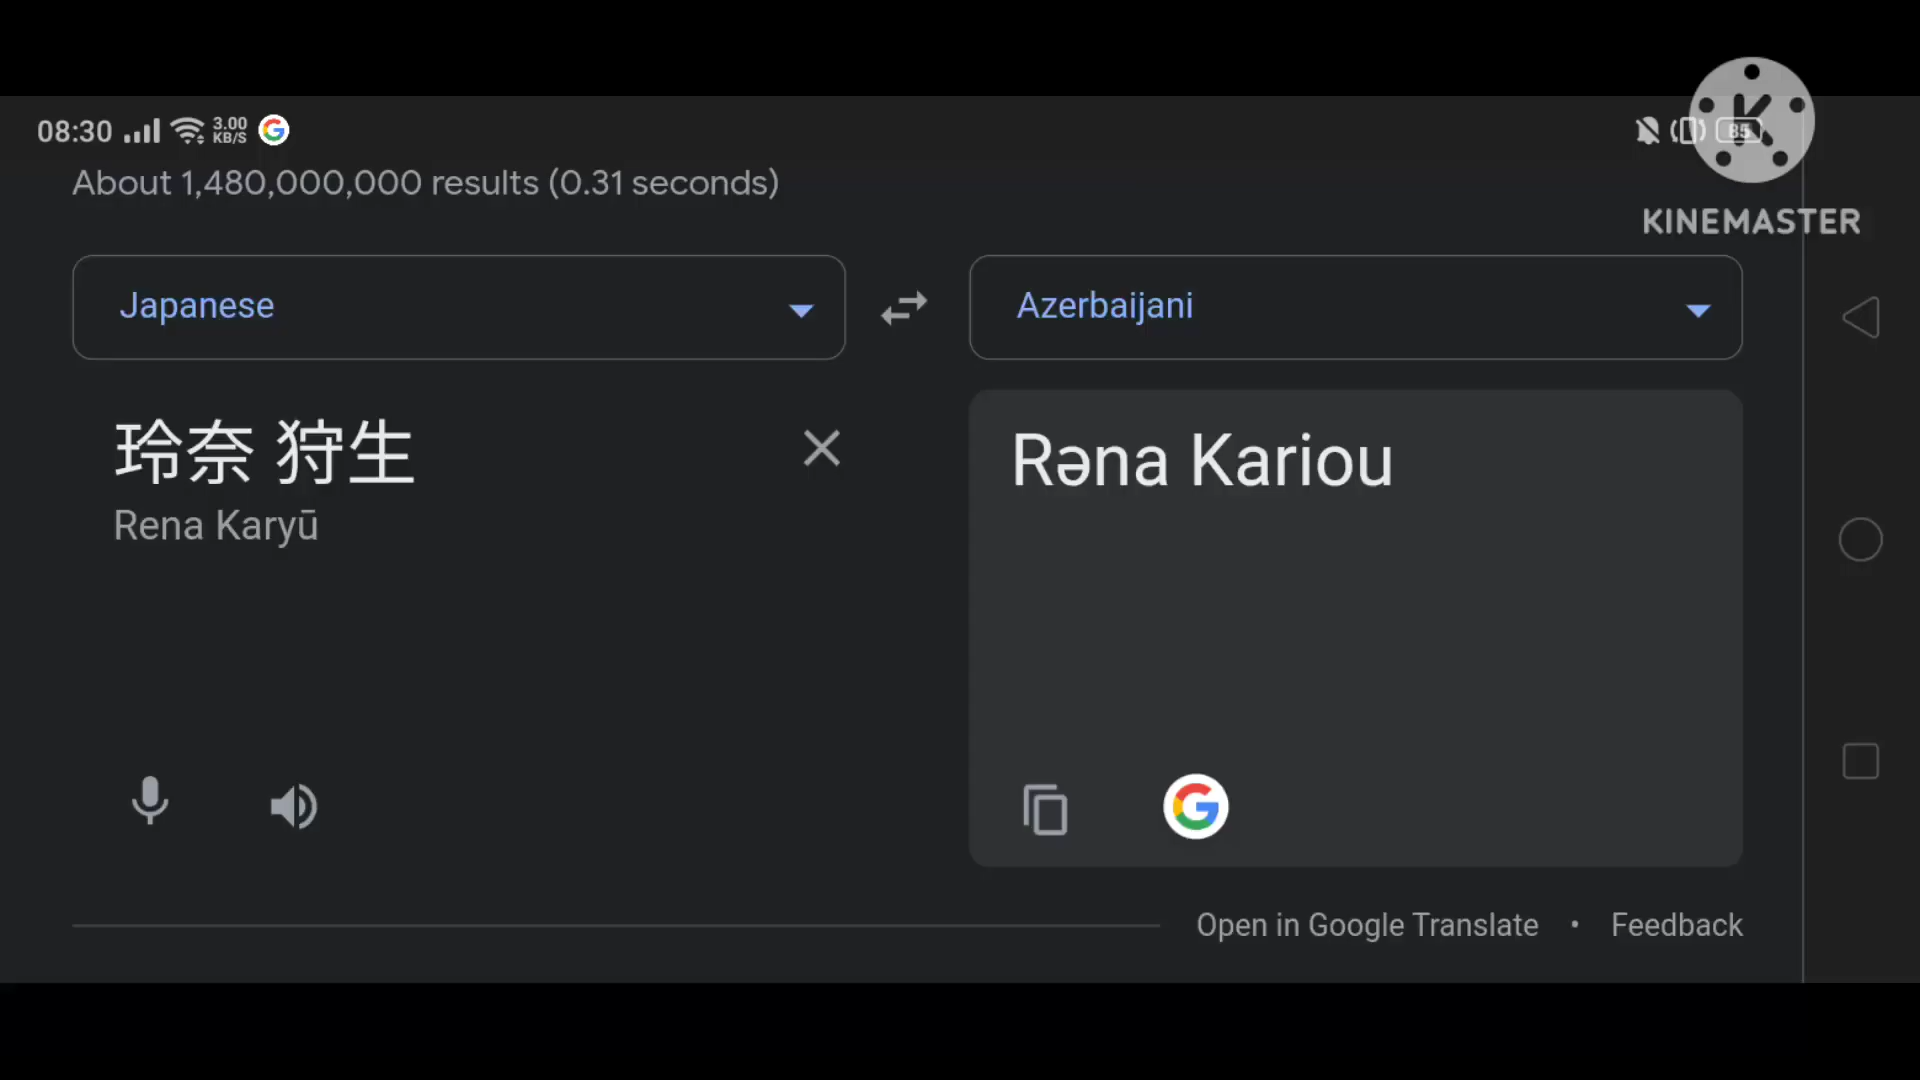 08:30 3.00 KB/S 85
KINEMASTER
About 1,480,000,000 results (0.31 seconds)
Japanese
Azerbaijani
玲奈 狩生
Rena Karyū
Rəna Kariou
Open in Google Translate • Feedback